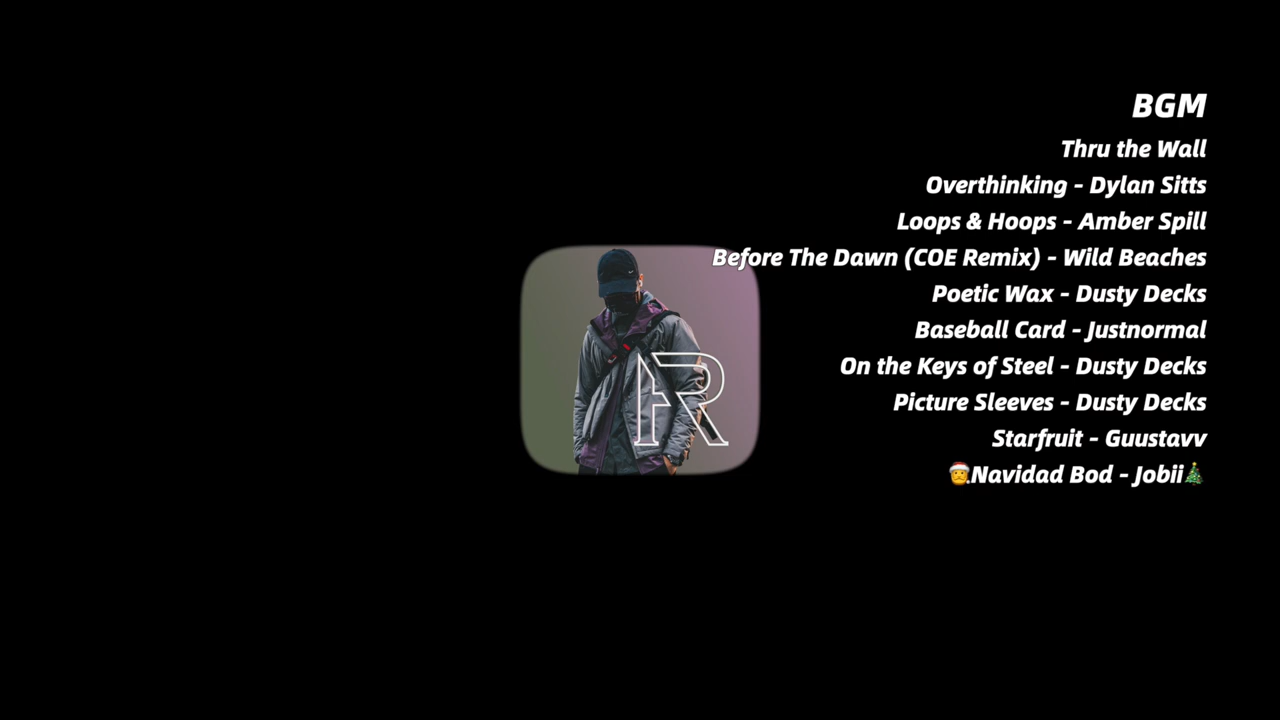 BGM
Thru the Wall
Overthinking - Dylan Sitts
Loops & Hoops - Amber Spill
Before The Dawn (COE Remix) - Wild Beaches
Poetic Wax - Dusty Decks
Baseball Card - Justnormal
On the Keys of Steel - Dusty Decks
Picture Sleeves - Dusty Decks
Starfruit - Guustavv
🎅Navidad Bod - Jobii🎄
R